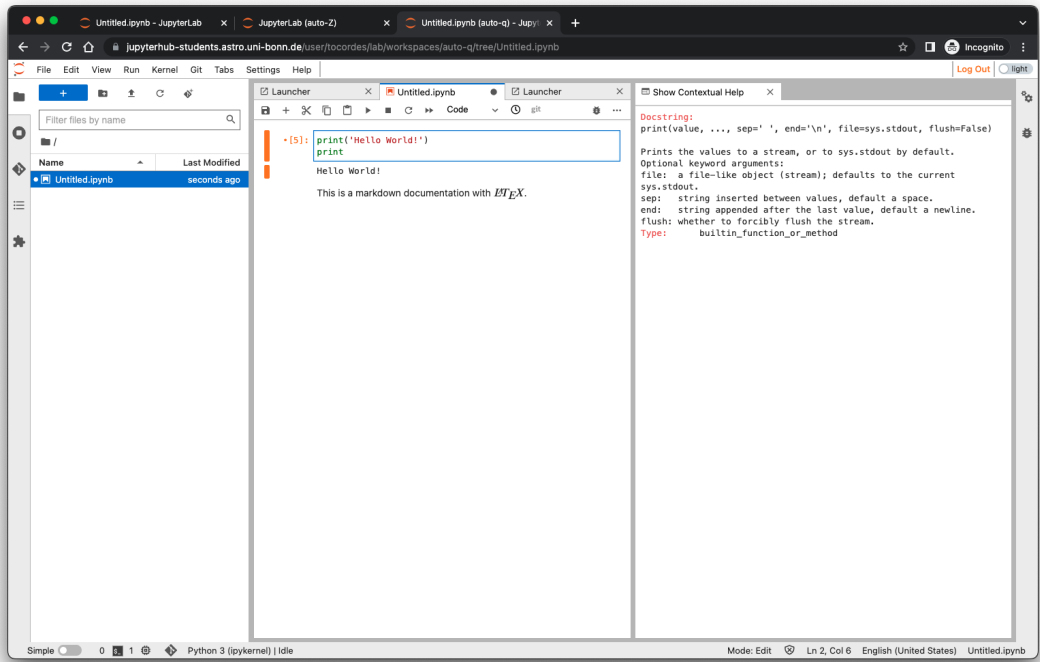 Untitled.ipynb - JupyterLab
JupyterLab (auto-Z)
Untitled.ipynb (auto-q) - Jupyt
jupyterhub-students.astro.uni-bonn.de/user/tocordes/lab/workspaces/auto-q/tree/Untitled.ipynb
Incognito
File Edit View Run Kernel Git Tabs Settings Help
Log Out
light
Filter files by name
/
Name Last Modified
Untitled.ipynb seconds ago
Launcher
Untitled.ipynb
Launcher
Code
git
[5]: print('Hello World!')
print
Hello World!
This is a markdown documentation with LATEX.
Show Contextual Help
Docstring:
print(value, ..., sep=' ', end='\n', file=sys.stdout, flush=False)
Prints the values to a stream, or to sys.stdout by default.
Optional keyword arguments:
file: a file-like object (stream); defaults to the current
sys.stdout.
sep: string inserted between values, default a space.
end: string appended after the last value, default a newline.
flush: whether to forcibly flush the stream.
Type: builtin_function_or_method
Simple 0 1 Python 3 (ipykernel) | Idle
Mode: Edit Ln 2, Col 6 English (United States) Untitled.ipynb